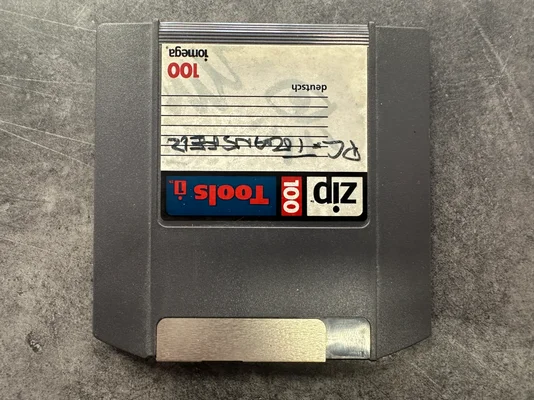 zip 100 Tools
PC-TRANSFER
deutsch
100
iomega